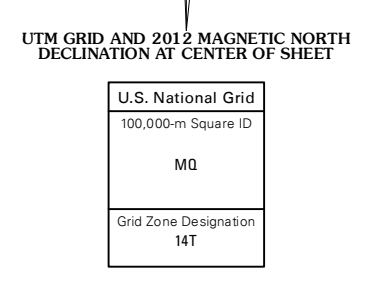 UTM GRID AND 2012 MAGNETIC NORTH
DECLINATION AT CENTER OF SHEET
U.S. National Grid
100,000-m Square ID
MQ
Grid Zone Designation
14T